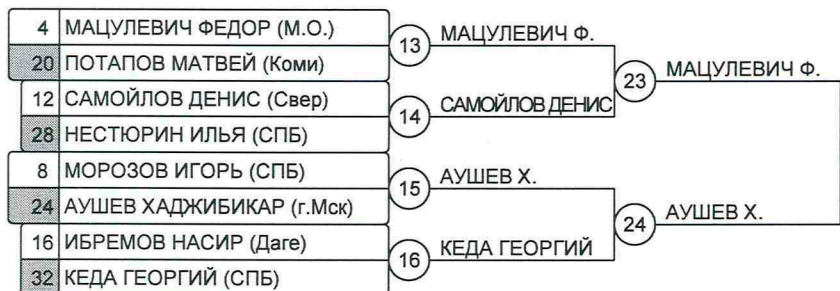 4 МАЦУЛЕВИЧ ФЕДОР (М.О.)
20 ПОТАПОВ МАТВЕЙ (Коми)
12 САМОЙЛОВ ДЕНИС (Свер)
28 НЕСТЮРИН ИЛЬЯ (СПБ)
8 МОРОЗОВ ИГОРЬ (СПБ)
24 АУШЕВ ХАДЖИБИКАР (г.Мск)
16 ИБРЕМОВ НАСИР (Даге)
32 КЕДА ГЕОРГИЙ (СПБ)
13 МАЦУЛЕВИЧ Ф.
14 САМОЙЛОВ ДЕНИС
15 АУШЕВ Х.
16 КЕДА ГЕОРГИЙ
23 МАЦУЛЕВИЧ Ф.
24 АУШЕВ Х.